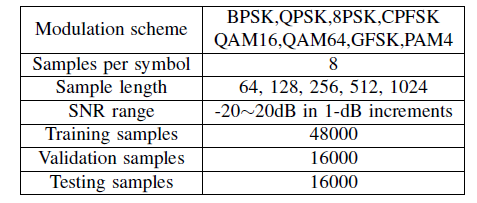 Modulation scheme
BPSK,QPSK,8PSK,CPFSK
QAM16,QAM64,GFSK,PAM4
Samples per symbol 8
Sample length 64, 128, 256, 512, 1024
SNR range -20∼20dB in 1-dB increments
Training samples 48000
Validation samples 16000
Testing samples 16000